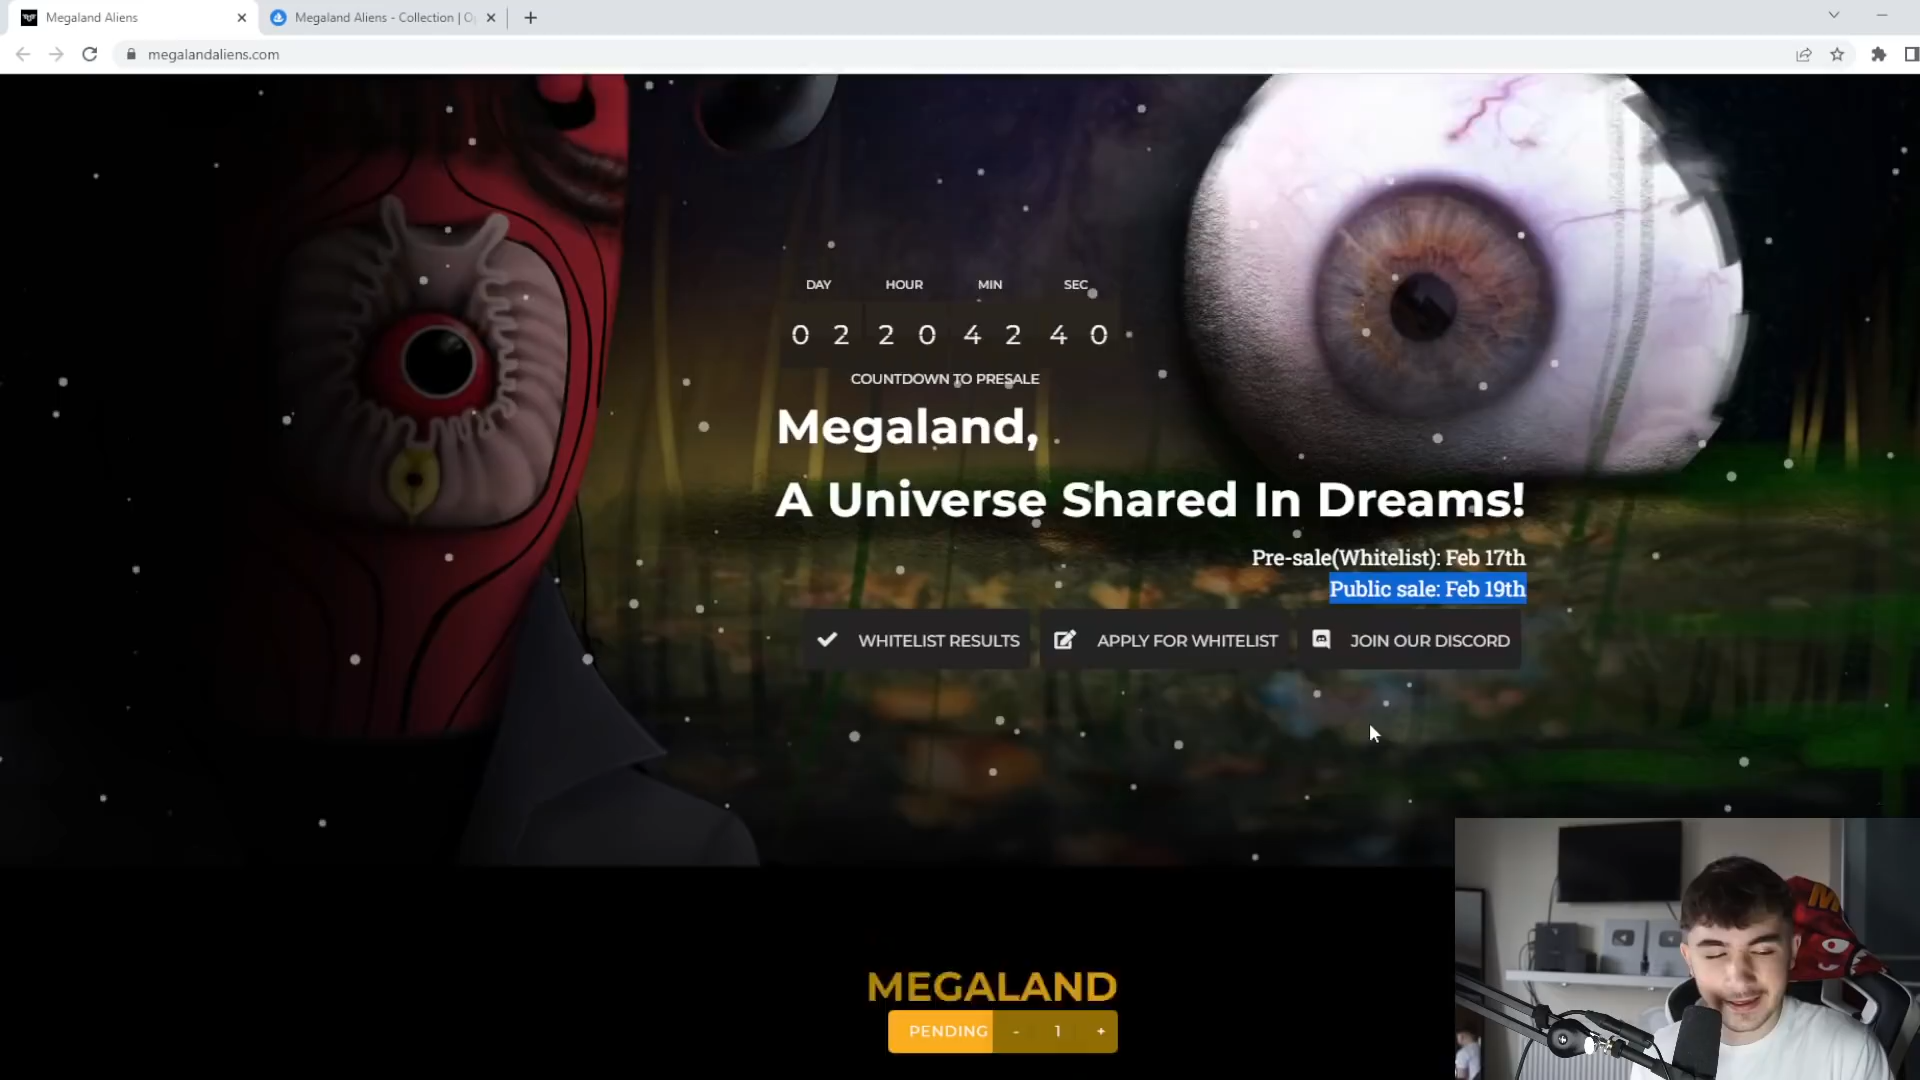 Megaland Aliens
Megaland Aliens - Collection | O
megalandaliens.com
DAY HOUR MIN SEC
0 2 2 0 4 2 4 0
COUNTDOWN TO PRESALE
Megaland,
A Universe Shared In Dreams!
Pre-sale(Whitelist): Feb 17th
Public sale: Feb 19th
WHITELIST RESULTS APPLY FOR WHITELIST JOIN OUR DISCORD
MEGALAND
PENDING - 1 +